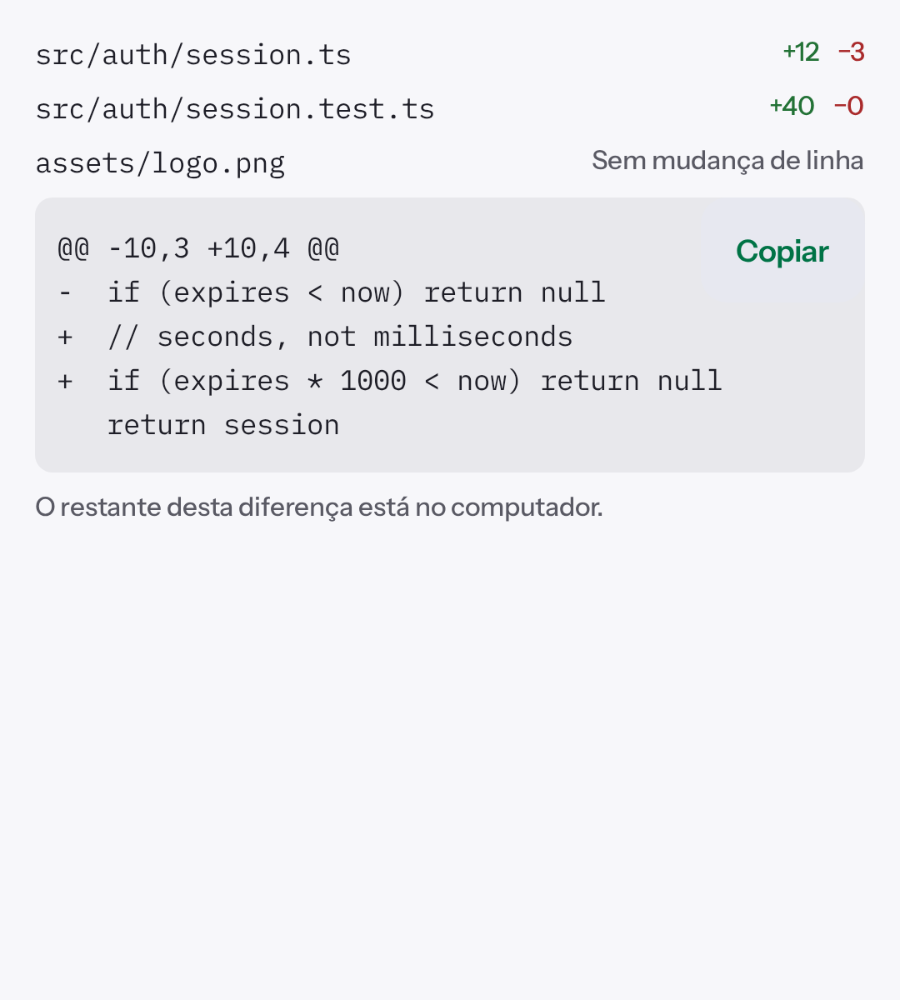 src/auth/session.ts +12 −3
src/auth/session.test.ts +40 −0
assets/logo.png Sem mudança de linha
@@ -10,3 +10,4 @@ Copiar
-  if (expires < now) return null
+  // seconds, not milliseconds
+  if (expires * 1000 < now) return null
   return session
O restante desta diferença está no computador.